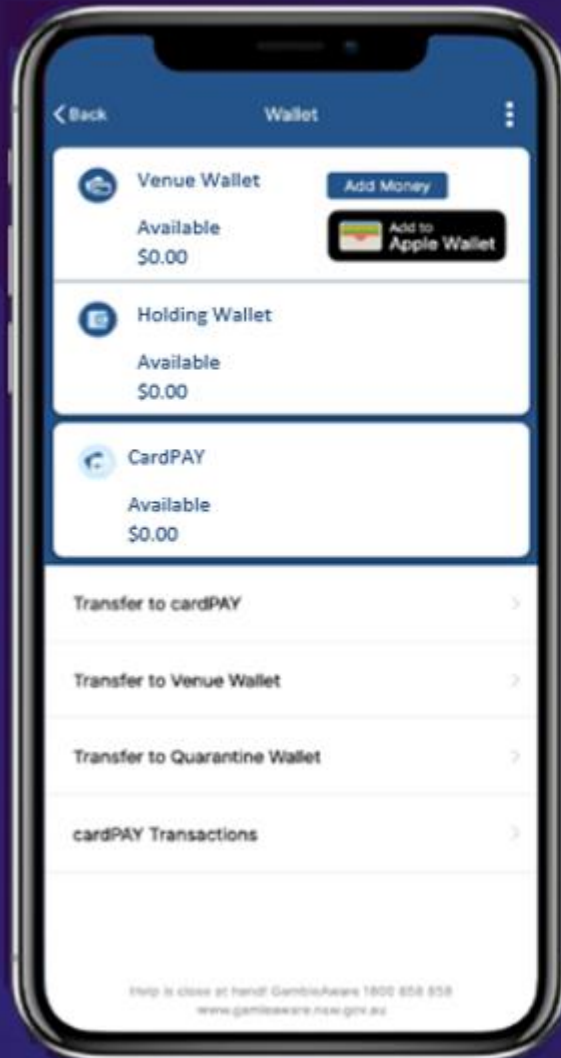 Back
Wallet
Venue Wallet
Add Money
Available
$0.00
Add to
Apple Wallet
Holding Wallet
Available
$0.00
CardPAY
Available
$0.00
Transfer to cardPAY
Transfer to Venue Wallet
Transfer to Quarantine Wallet
cardPAY Transactions
Help is close at hand! GambleAware 1800 858 858
www.gambleaware.nsw.gov.au